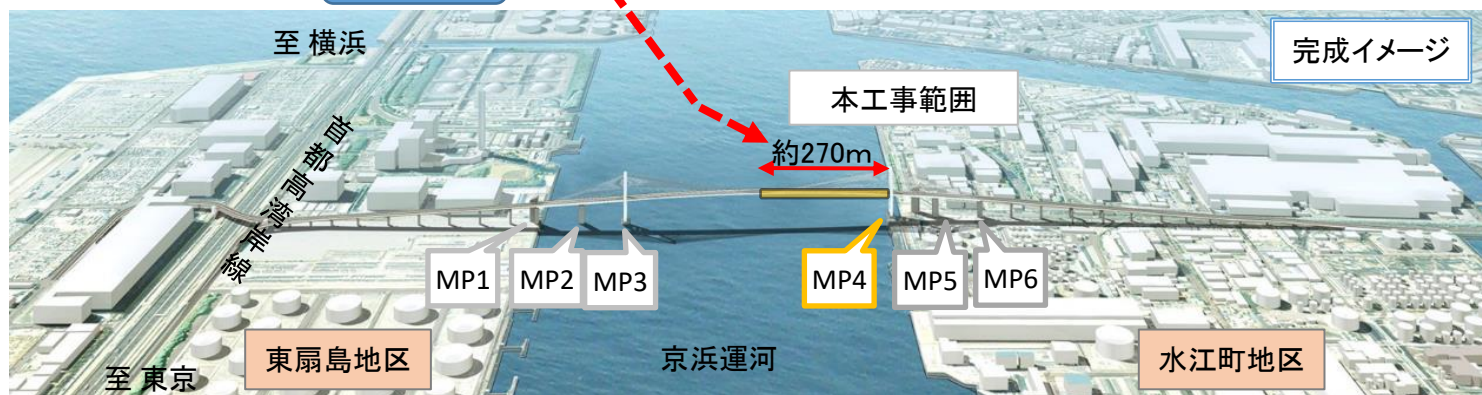 至 横浜
完成イメージ
本工事範囲
首都高湾岸線
約270m
MP1
MP2
MP3
MP4
MP5
MP6
東扇島地区
京浜運河
水江町地区
至 東京